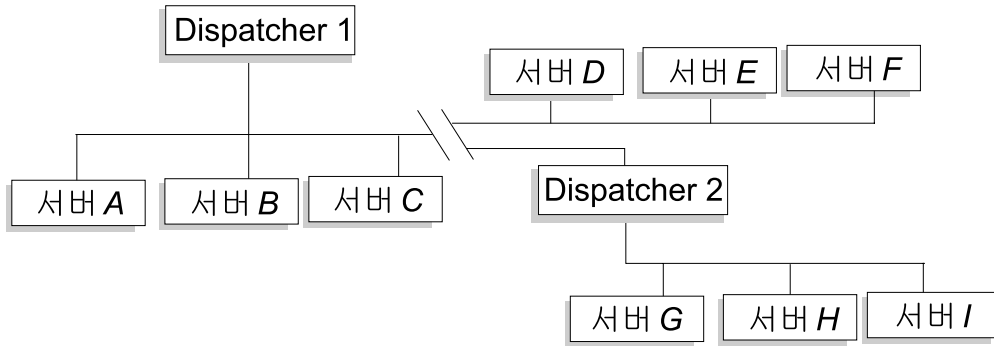 Dispatcher 1
서버 D
서버 E
서버 F
서버 A
서버 B
서버 C
Dispatcher 2
서버 G
서버 H
서버 I